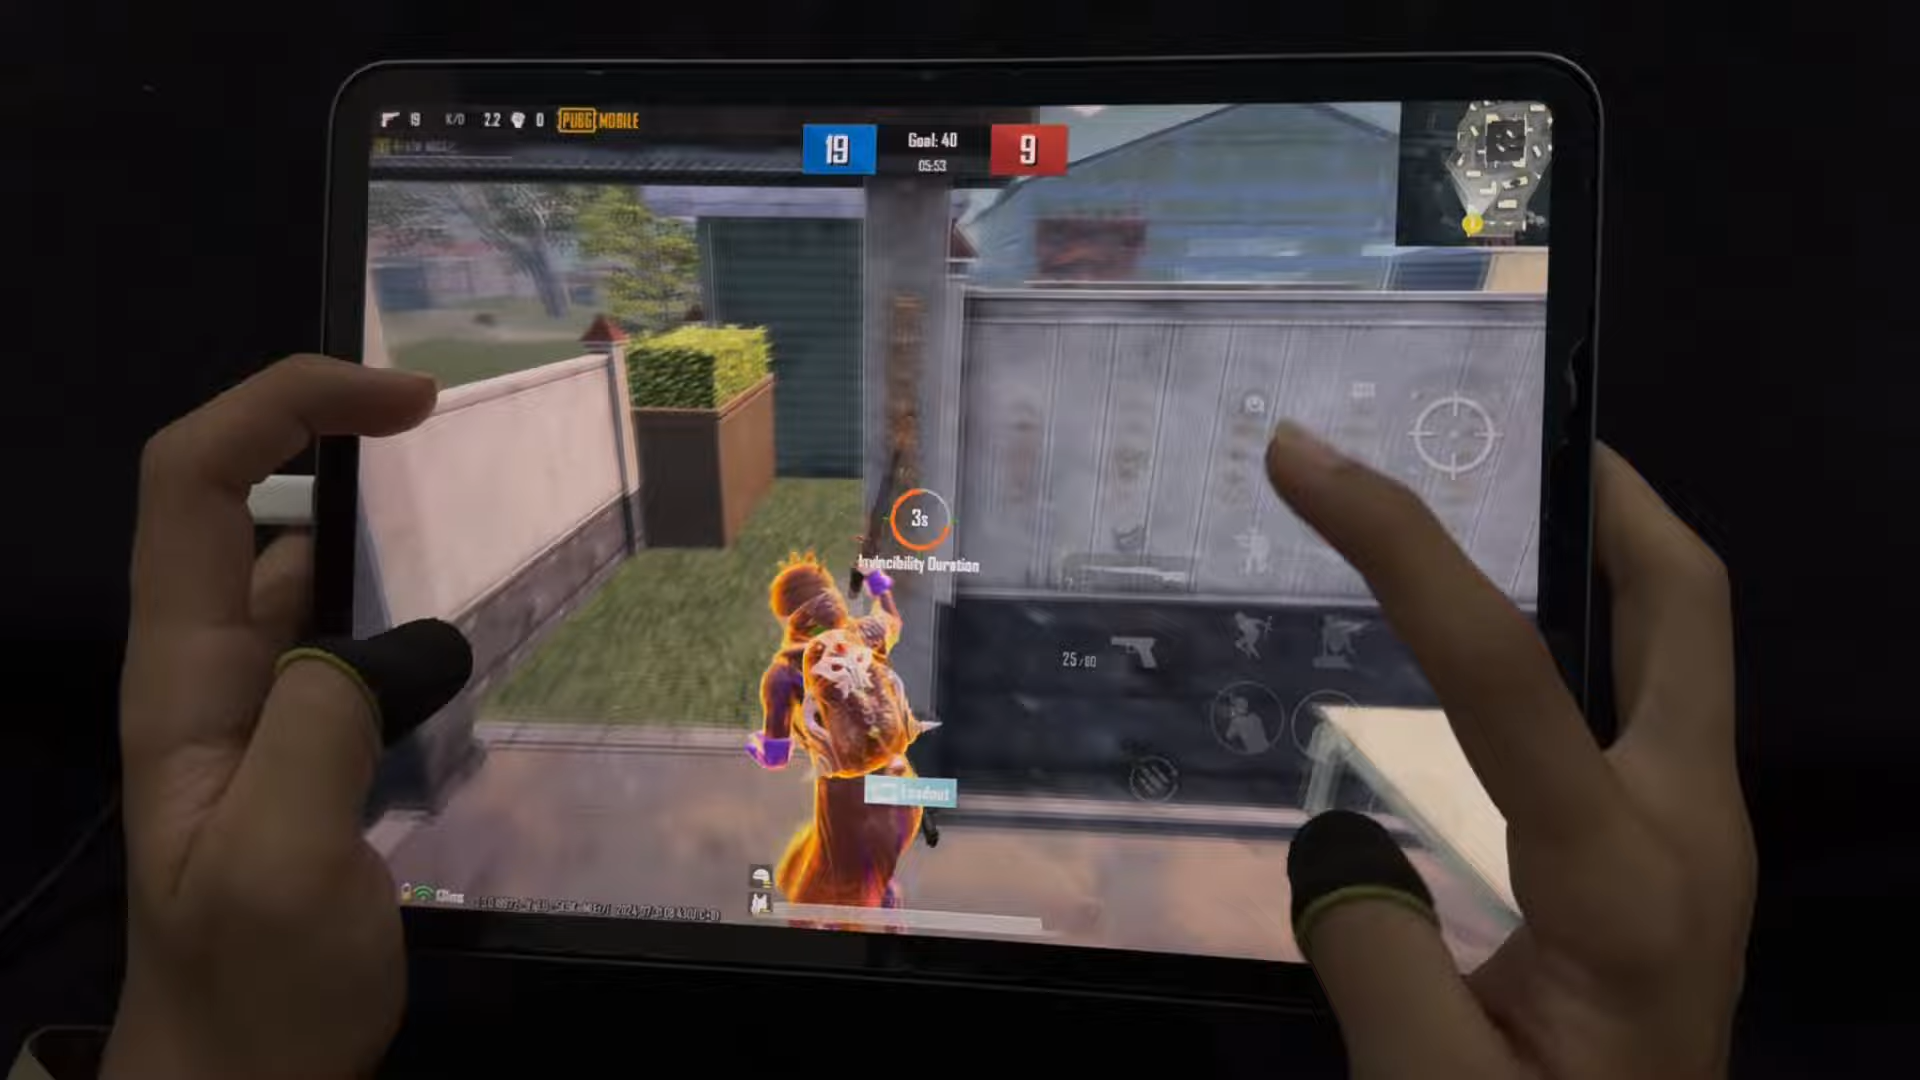 19 K/D 2.2 0 PUBG MOBILE
19 Goal: 40 9
05:53
3s
Invincibility Duration
25/80
Loadout